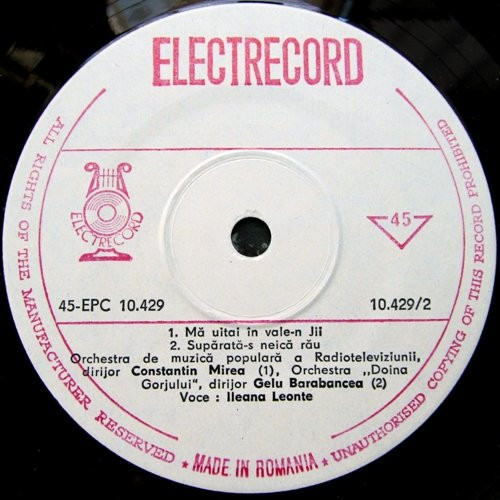 ELECTRECORD
ALL RIGHTS OF THE MANUFACTURER RESERVED
ELECTRECORD
45
45-EPC 10.429
10.429/2
1. Mă uitai în vale-n Jii
2. Supărată-s neică rău
Orchestra de muzică populară a Radioteleviziunii,
dirijor Constantin Mirea (1), Orchestra ,,Doina
Gorjului", dirijor Gelu Barabancea (2)
Voce : Ileana Leonte
★ MADE IN ROMANIA ★
UNAUTHORISED COPYING OF THIS RECORD PROHIBITED